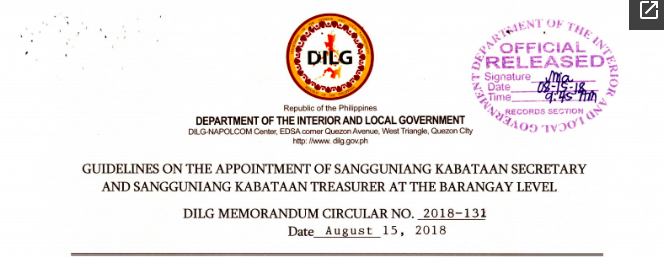 DILG
Republic of the Philippines
DEPARTMENT OF THE INTERIOR AND LOCAL GOVERNMENT
DILG-NAPOLCOM Center, EDSA corner Quezon Avenue, West Triangle, Quezon City
http: //www. dilg.gov.ph
DEPARTMENT OF THE INTERIOR AND LOCAL GOVERNMENT
OFFICIAL
RELEASED
Signature
Date 08-15-18
Time 9:45
RECORDS SECTION
GUIDELINES ON THE APPOINTMENT OF SANGGUNIANG KABATAAN SECRETARY
AND SANGGUNIANG KABATAAN TREASURER AT THE BARANGAY LEVEL
DILG MEMORANDUM CIRCULAR NO. 2018-131
Date August 15, 2018